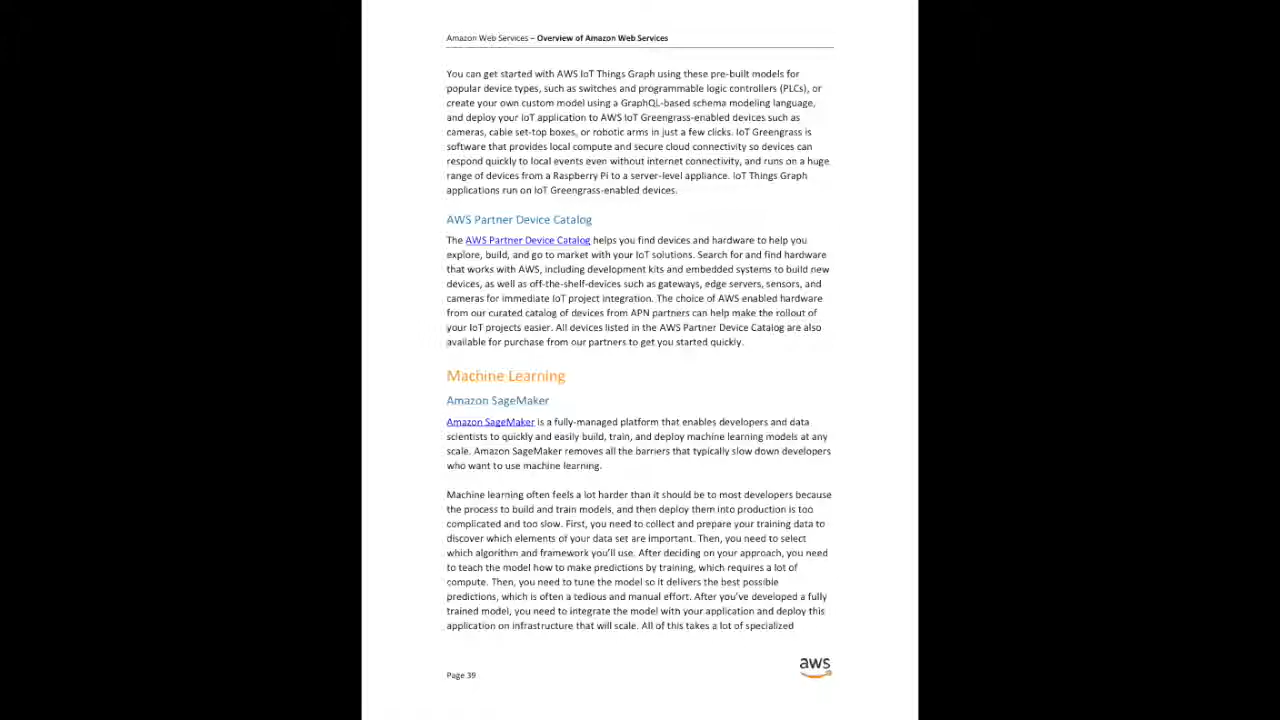 Amazon Web Services – Overview of Amazon Web Services
You can get started with AWS IoT Things Graph using these pre-built models for
popular device types, such as switches and programmable logic controllers (PLCs), or
create your own custom model using a GraphQL-based schema modeling language,
and deploy your IoT application to AWS IoT Greengrass-enabled devices such as
cameras, cable set-top boxes, or robotic arms in just a few clicks. IoT Greengrass is
software that provides local compute and secure cloud connectivity so devices can
respond quickly to local events even without internet connectivity, and runs on a huge
range of devices from a Raspberry Pi to a server-level appliance. IoT Things Graph
applications run on IoT Greengrass-enabled devices.
AWS Partner Device Catalog
The AWS Partner Device Catalog helps you find devices and hardware to help you
explore, build, and go to market with your IoT solutions. Search for and find hardware
that works with AWS, including development kits and embedded systems to build new
devices, as well as off-the-shelf-devices such as gateways, edge servers, sensors, and
cameras for immediate IoT project integration. The choice of AWS enabled hardware
from our curated catalog of devices from APN partners can help make the rollout of
your IoT projects easier. All devices listed in the AWS Partner Device Catalog are also
available for purchase from our partners to get you started quickly.
Machine Learning
Amazon SageMaker
Amazon SageMaker is a fully-managed platform that enables developers and data
scientists to quickly and easily build, train, and deploy machine learning models at any
scale. Amazon SageMaker removes all the barriers that typically slow down developers
who want to use machine learning.
Machine learning often feels a lot harder than it should be to most developers because
the process to build and train models, and then deploy them into production is too
complicated and too slow. First, you need to collect and prepare your training data to
discover which elements of your data set are important. Then, you need to select
which algorithm and framework you'll use. After deciding on your approach, you need
to teach the model how to make predictions by training, which requires a lot of
compute. Then, you need to tune the model so it delivers the best possible
predictions, which is often a tedious and manual effort. After you've developed a fully
trained model, you need to integrate the model with your application and deploy this
application on infrastructure that will scale. All of this takes a lot of specialized
Page 39
aws